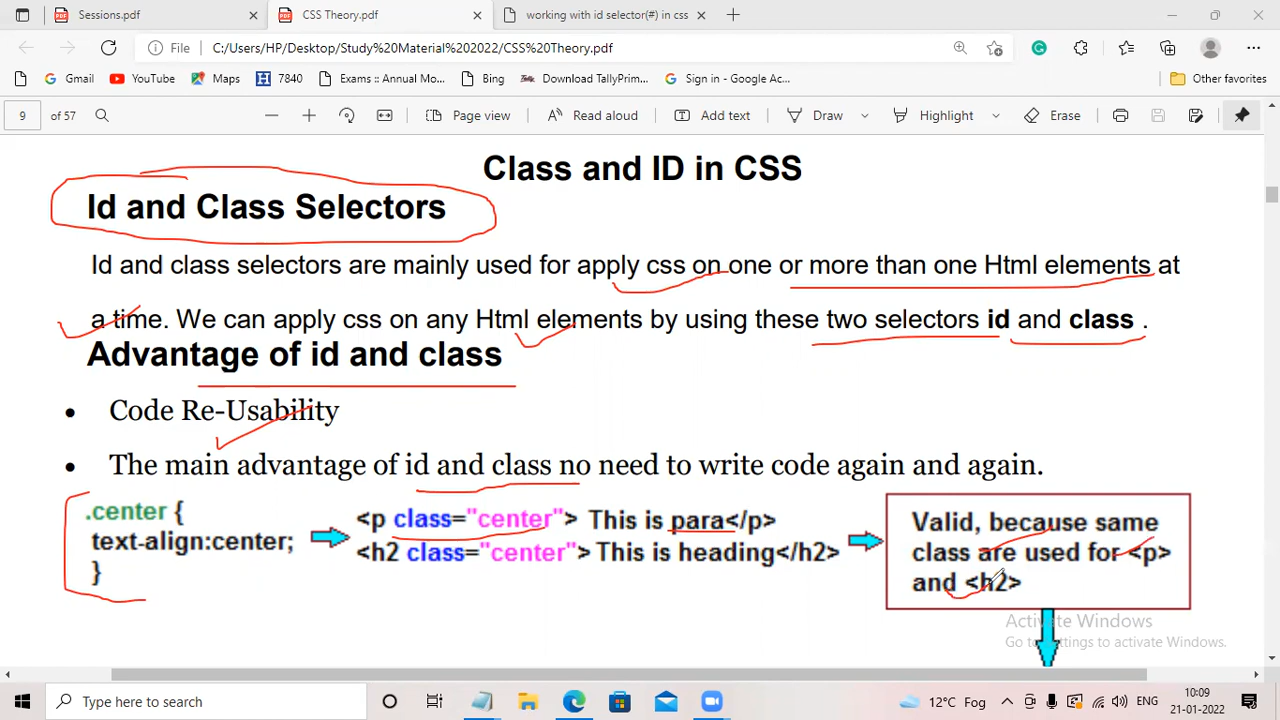 Sessions.pdf
CSS Theory.pdf
working with id selector(#) in css
File
C:/Users/HP/Desktop/Study%20Material%202022/CSS%20Theory.pdf
Gmail
YouTube
Maps
7840
Exams :: Annual Mo...
Bing
Download TallyPrim...
Sign in - Google Ac...
Other favorites
9 of 57
Page view
Read aloud
Add text
Draw
Highlight
Erase
Class and ID in CSS
Id and Class Selectors
Id and class selectors are mainly used for apply css on one or more than one Html elements at
a time. We can apply css on any Html elements by using these two selectors id and class .
Advantage of id and class
• Code Re-Usability
• The main advantage of id and class no need to write code again and again.
.center {
text-align:center;
}
<p class="center"> This is para</p>
<h2 class="center"> This is heading</h2>
Valid, because same
class are used for <p>
and <h2>
Activate Windows
Go to Settings to activate Windows.
Type here to search
12°C Fog
ENG
10:09
21-01-2022